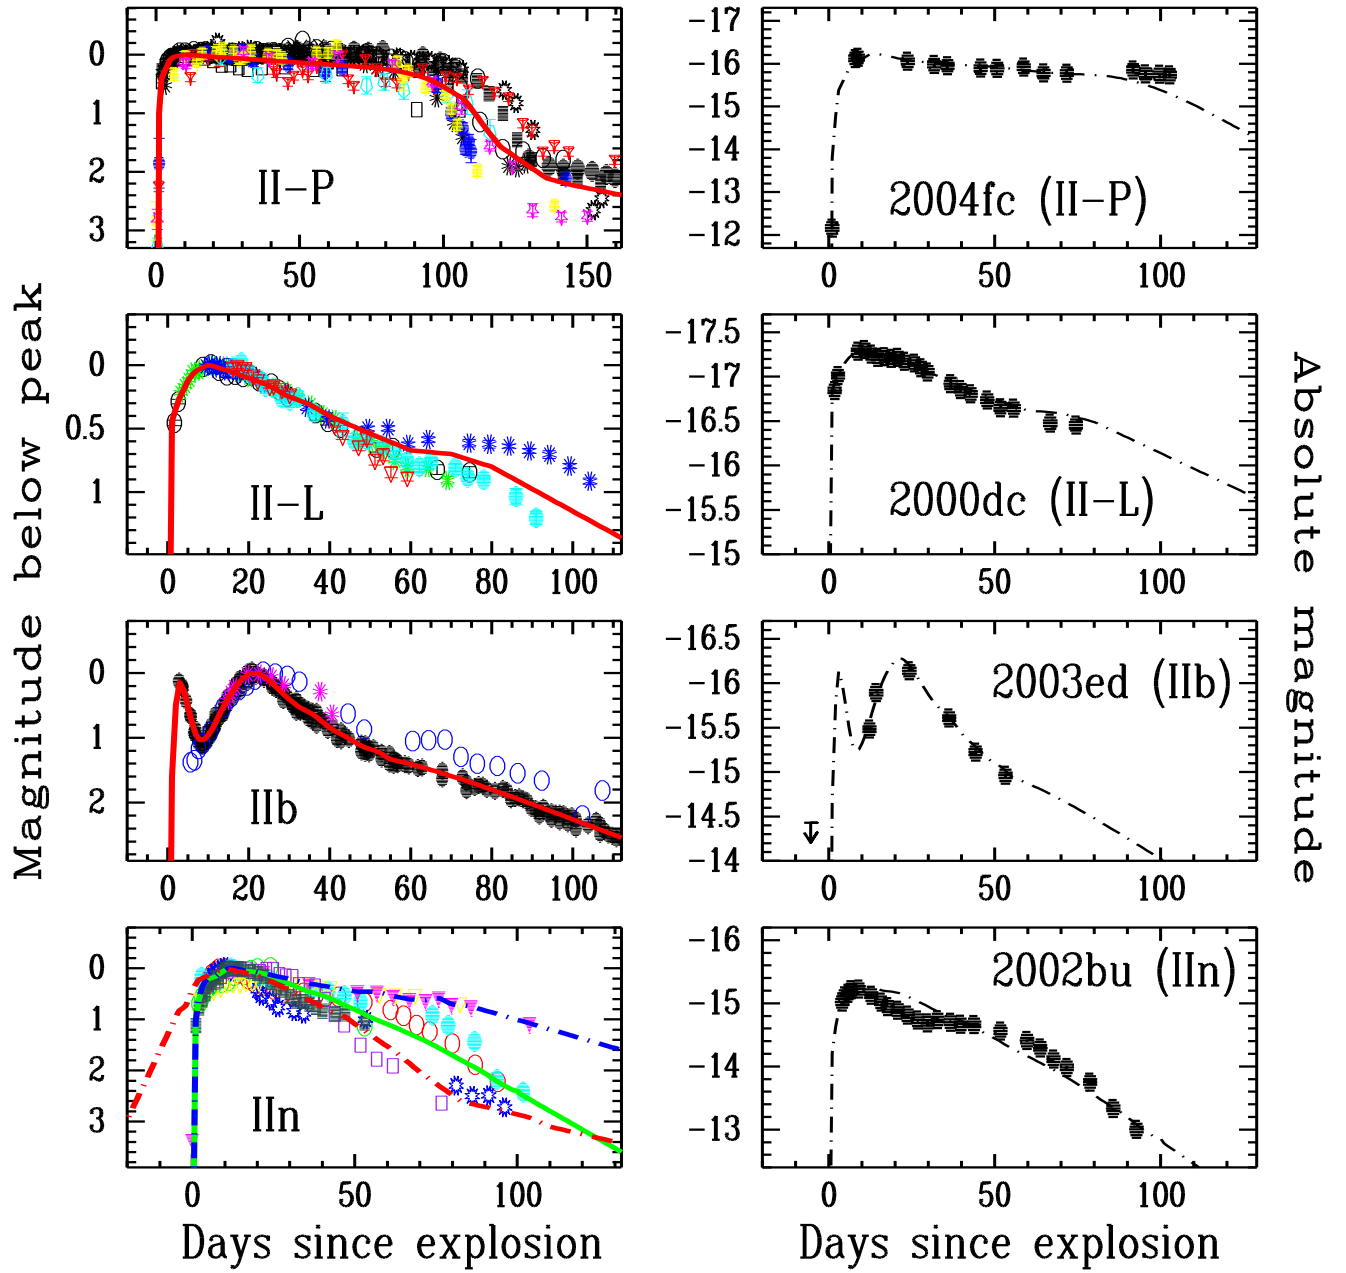 Magnitude below peak
Absolute magnitude
0
1
2
3
II-P
0 50 100 150
-17
-16
-15
-14
-13
-12
2004fc (II-P)
0 50 100
0
0.5
1
II-L
0 20 40 60 80 100
-17.5
-17
-16.5
-16
-15.5
-15
2000dc (II-L)
0 50 100
0
1
2
IIb
0 20 40 60 80 100
-16.5
-16
-15.5
-15
-14.5
-14
2003ed (IIb)
0 50 100
0
1
2
3
IIn
0 50 100
Days since explosion
-16
-15
-14
-13
2002bu (IIn)
0 50 100
Days since explosion